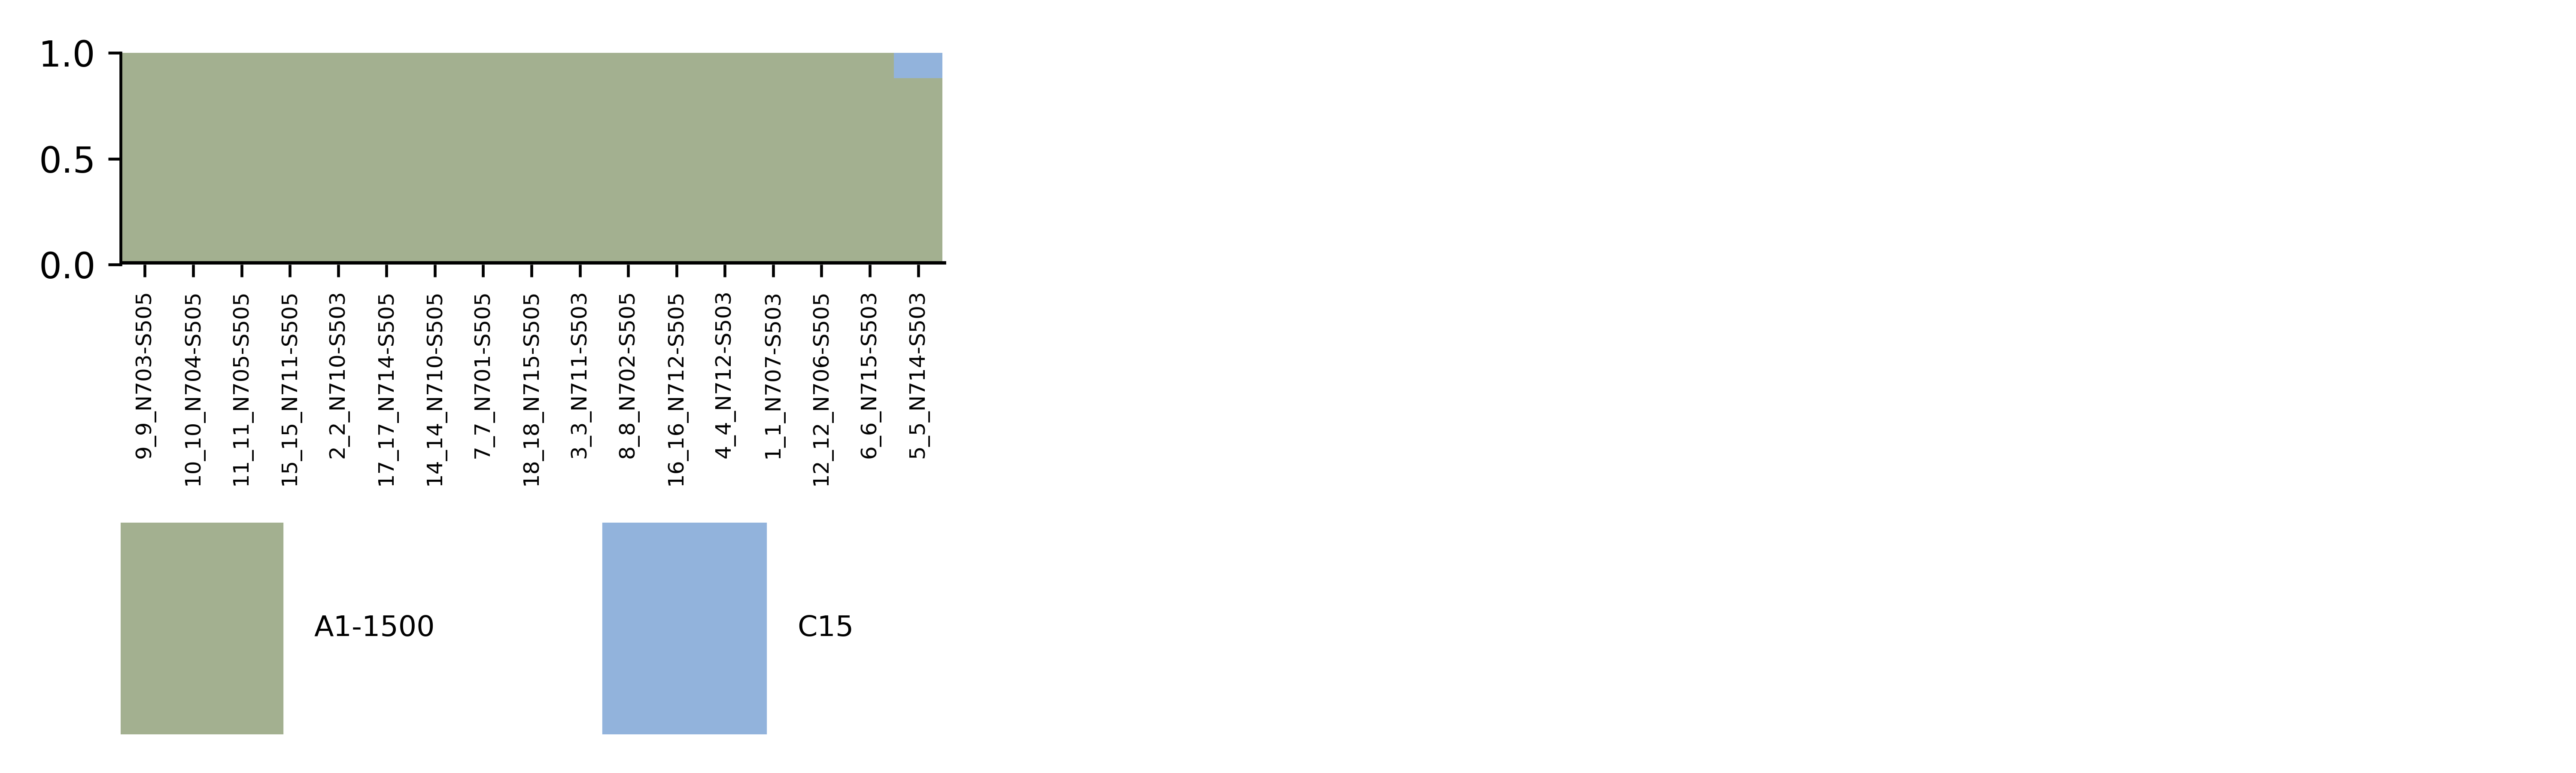 1.0
0.5
0.0
9_9_N703-S505
10_10_N704-S505
11_11_N705-S505
15_15_N711-S505
2_2_N710-S503
17_17_N714-S505
14_14_N710-S505
7_7_N701-S505
18_18_N715-S505
3_3_N711-S503
8_8_N702-S505
16_16_N712-S505
4_4_N712-S503
1_1_N707-S503
12_12_N706-S505
6_6_N715-S503
5_5_N714-S503
A1-1500
C15